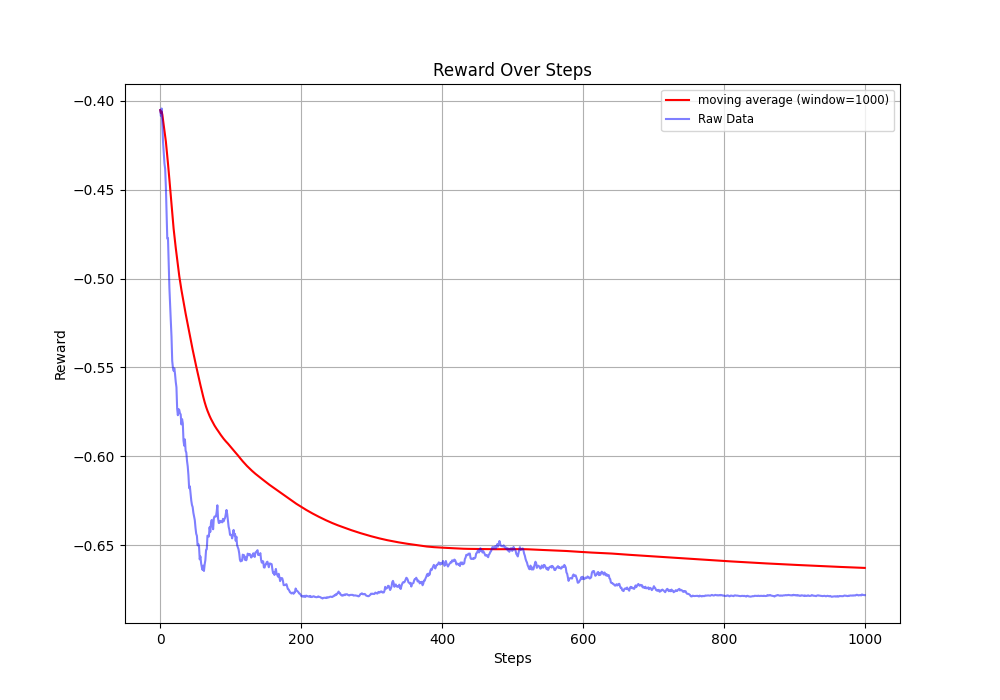 Reward Over Steps
moving average (window=1000)
Raw Data
−0.40
−0.45
−0.50
−0.55
−0.60
−0.65
Reward
0
200
400
600
800
1000
Steps